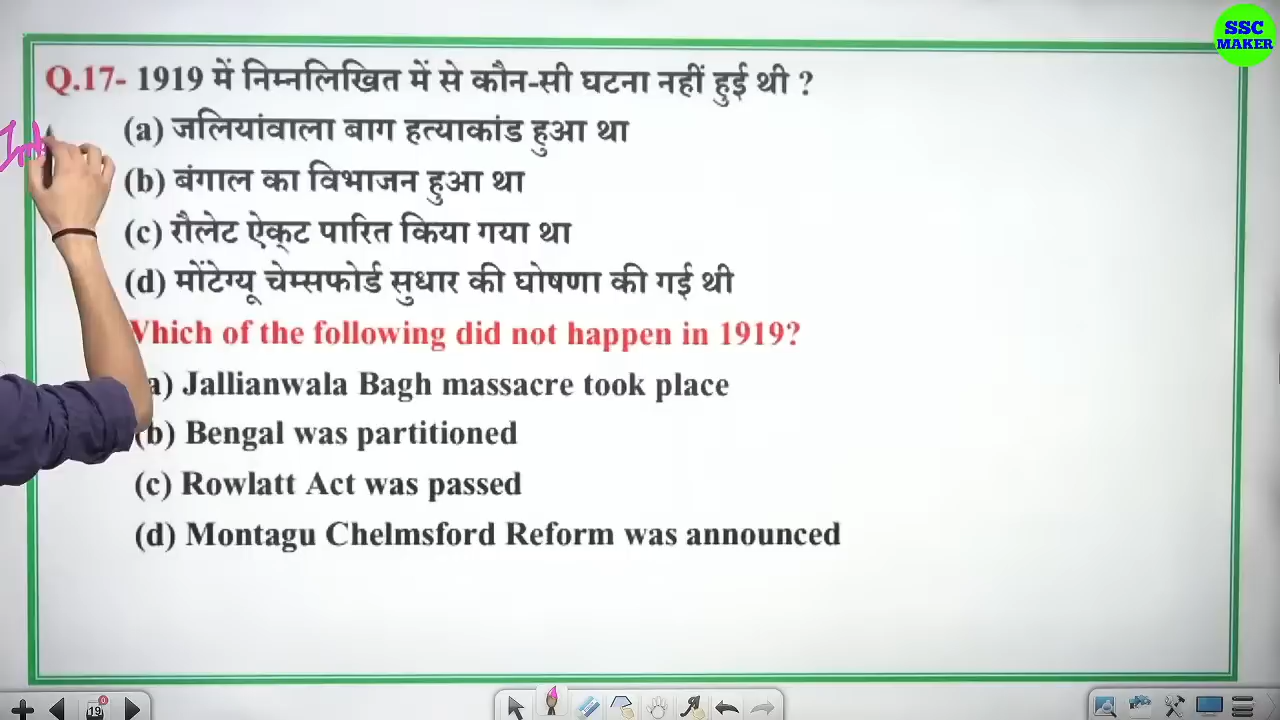 SSC
MAKER
Q.17- 1919 में निम्नलिखित में से कौन-सी घटना नहीं हुई थी ?
(a) जलियांवाला बाग हत्याकांड हुआ था
(b) बंगाल का विभाजन हुआ था
(c) रौलेट ऐक्ट पारित किया गया था
(d) मोंटेग्यू चेम्सफोर्ड सुधार की घोषणा की गई थी
Which of the following did not happen in 1919?
a) Jallianwala Bagh massacre took place
(b) Bengal was partitioned
(c) Rowlatt Act was passed
(d) Montagu Chelmsford Reform was announced
19